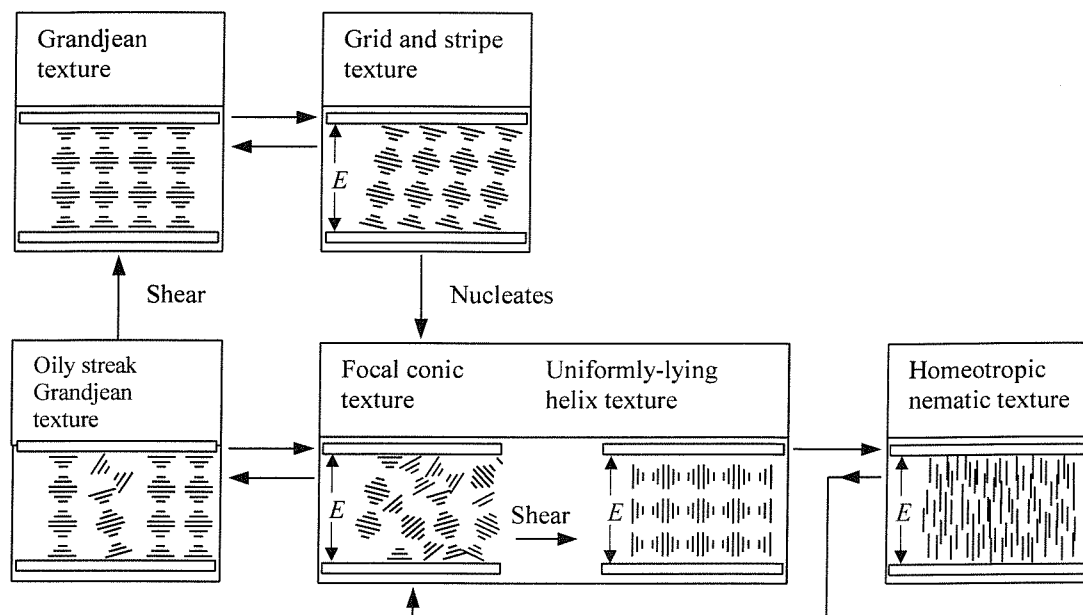 Grandjean
texture
Grid and stripe
texture
E
Shear
Nucleates
Oily streak
Grandjean
texture
Focal conic
texture
Uniformly-lying
helix texture
Homeotropic
nematic texture
E
Shear
E
E